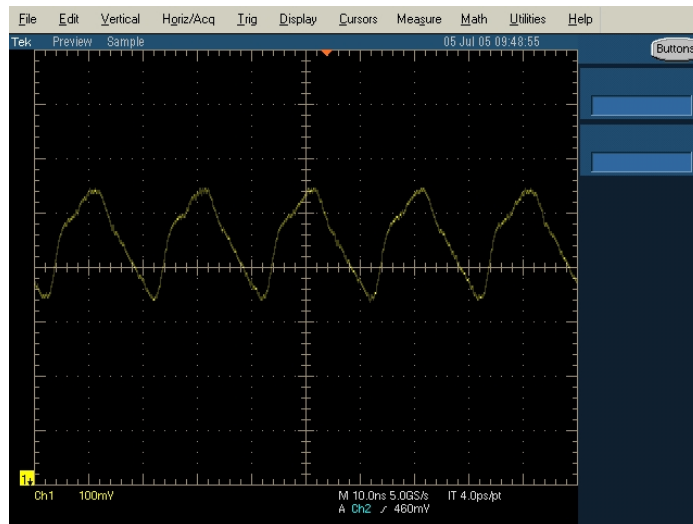 File Edit Vertical Horiz/Acq Trig Display Cursors Measure Math Utilities Help
Tek Preview Sample 05 Jul 05 09:48:55
Buttons
1
Ch1 100mV M 10.0ns 5.0GS/s IT 4.0ps/pt
A Ch2 ∕ 460mV